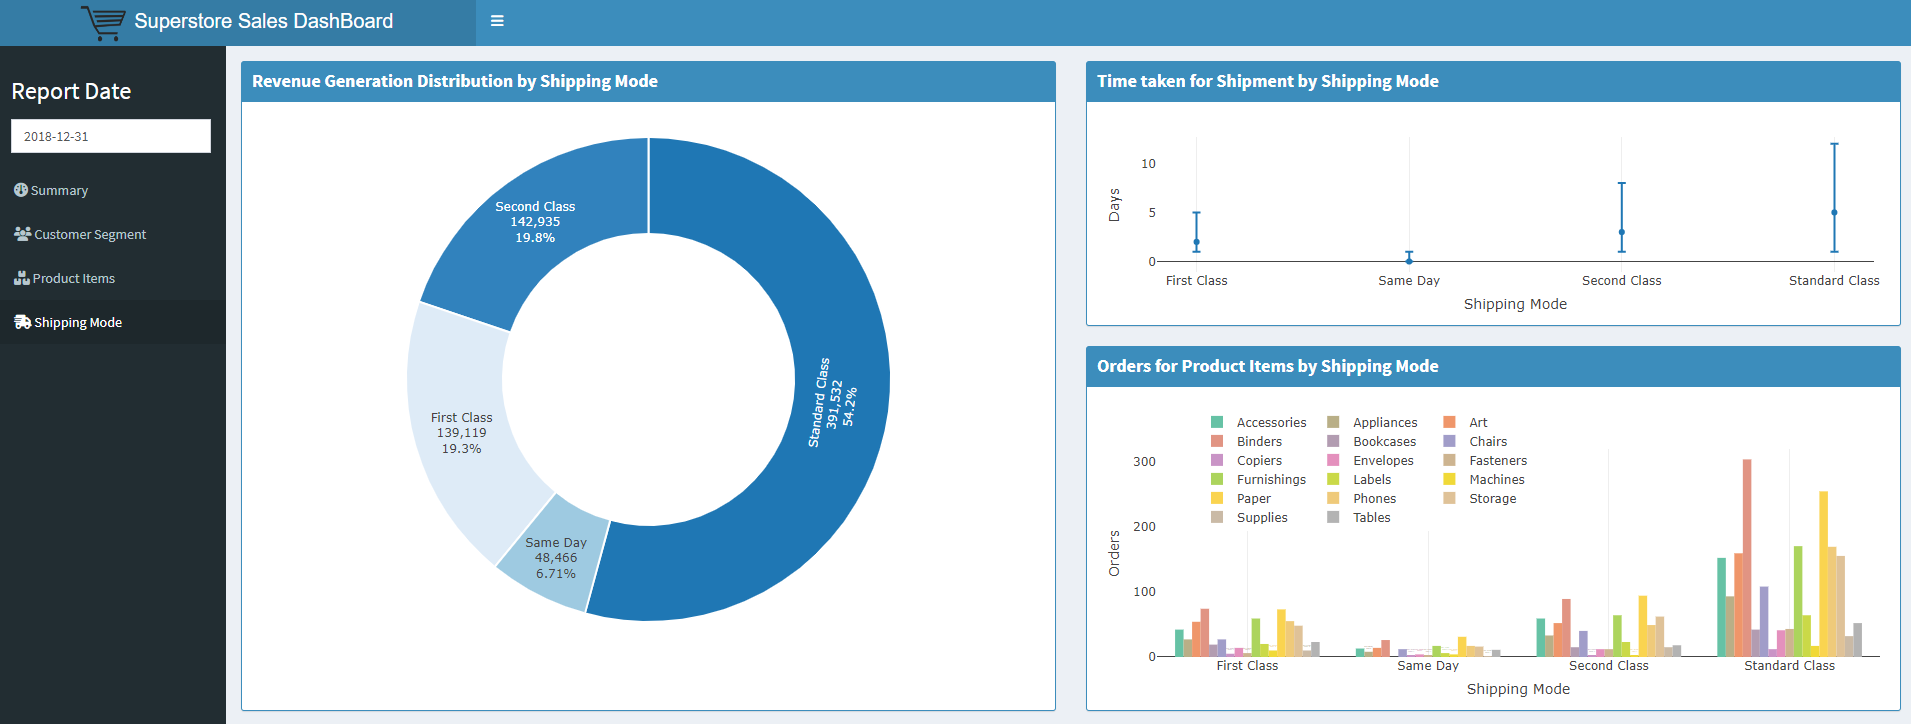 Superstore Sales DashBoard
Report Date
2018-12-31
Summary
Customer Segment
Product Items
Shipping Mode
Revenue Generation Distribution by Shipping Mode
Second Class
142,935
19.8%
First Class
139,119
19.3%
Same Day
48,466
6.71%
Standard Class
391,532
54.2%
Time taken for Shipment by Shipping Mode
Days
10
5
0
First Class Same Day Second Class Standard Class
Shipping Mode
Orders for Product Items by Shipping Mode
Accessories Appliances Art
Binders Bookcases Chairs
Copiers Envelopes Fasteners
Furnishings Labels Machines
Paper Phones Storage
Supplies Tables
Orders
300
200
100
0
First Class Same Day Second Class Standard Class
Shipping Mode